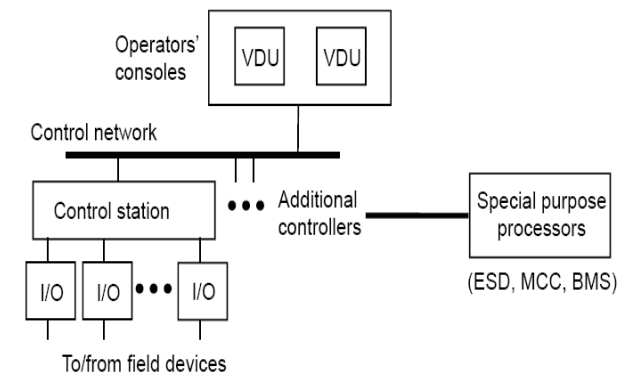 Operators'
consoles
VDU
VDU
Control network
Control station
Additional
controllers
Special purpose
processors
(ESD, MCC, BMS)
I/O
I/O
I/O
To/from field devices